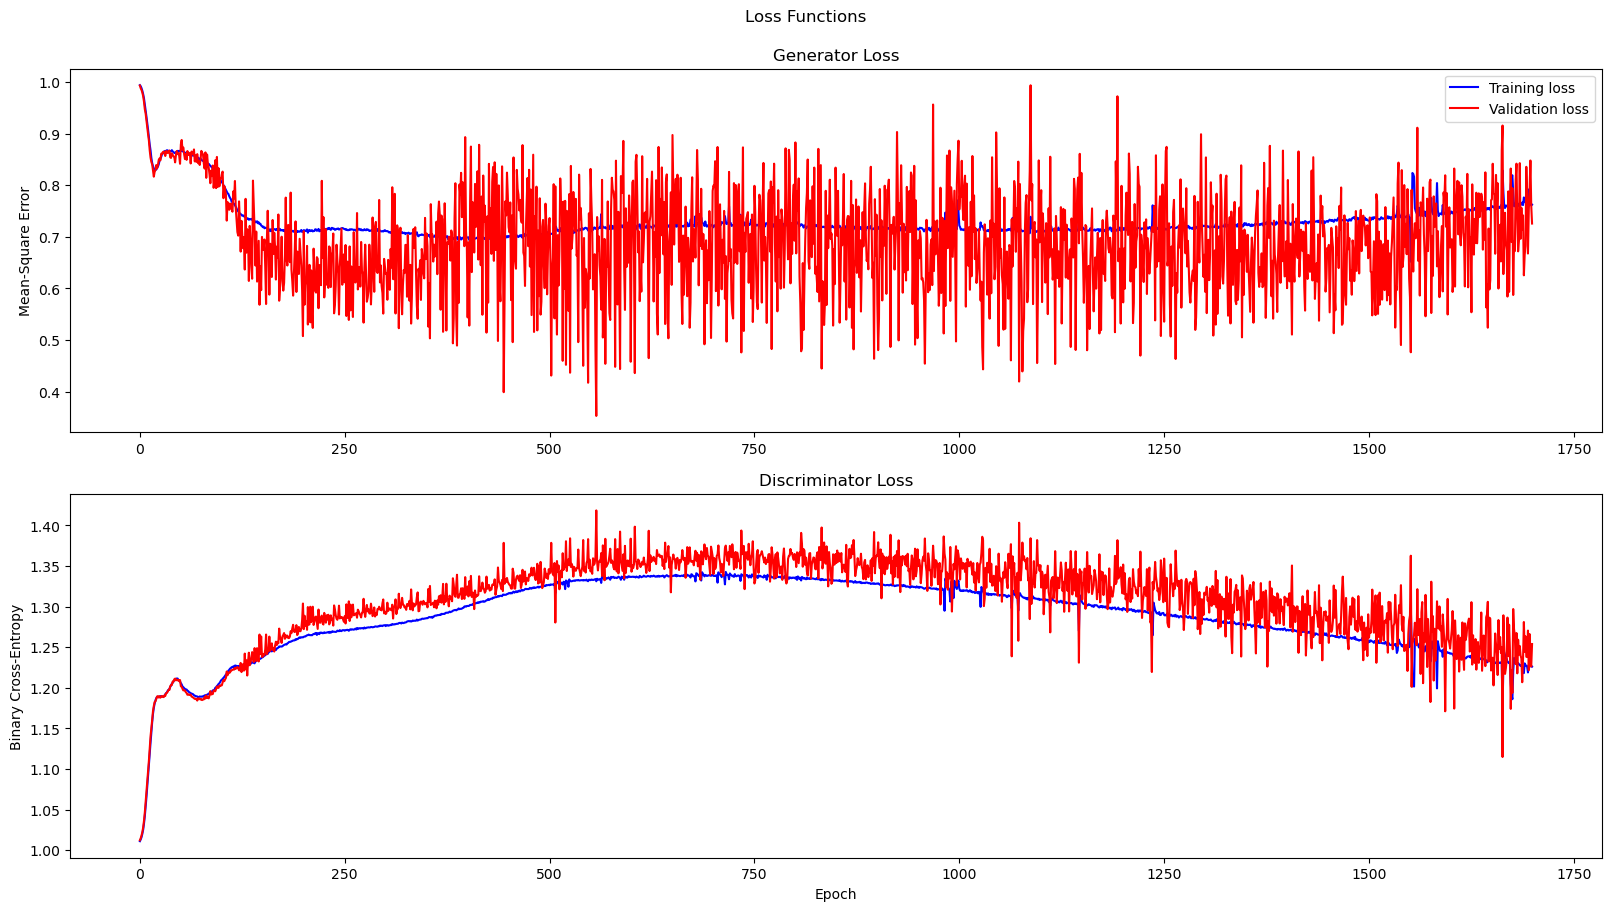 Loss Functions
Generator Loss
Mean-Square Error
1.0
0.9
0.8
0.7
0.6
0.5
0.4
Training loss
Validation loss
0 250 500 750 1000 1250 1500 1750
Discriminator Loss
Binary Cross-Entropy
1.40
1.35
1.30
1.25
1.20
1.15
1.10
1.05
1.00
0 250 500 750 1000 1250 1500 1750
Epoch